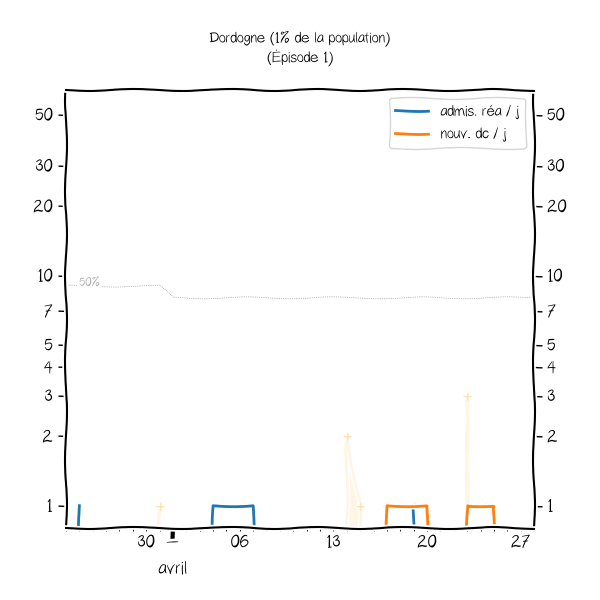 Dordogne (1% de la population)
(Épisode 1)
admis. réa / j
nouv. dc / j
50 50
30 30
20 20
10 10
50%
7 7
5 5
4 4
3 3
2 2
1 1
30 06 13 20 27
avril